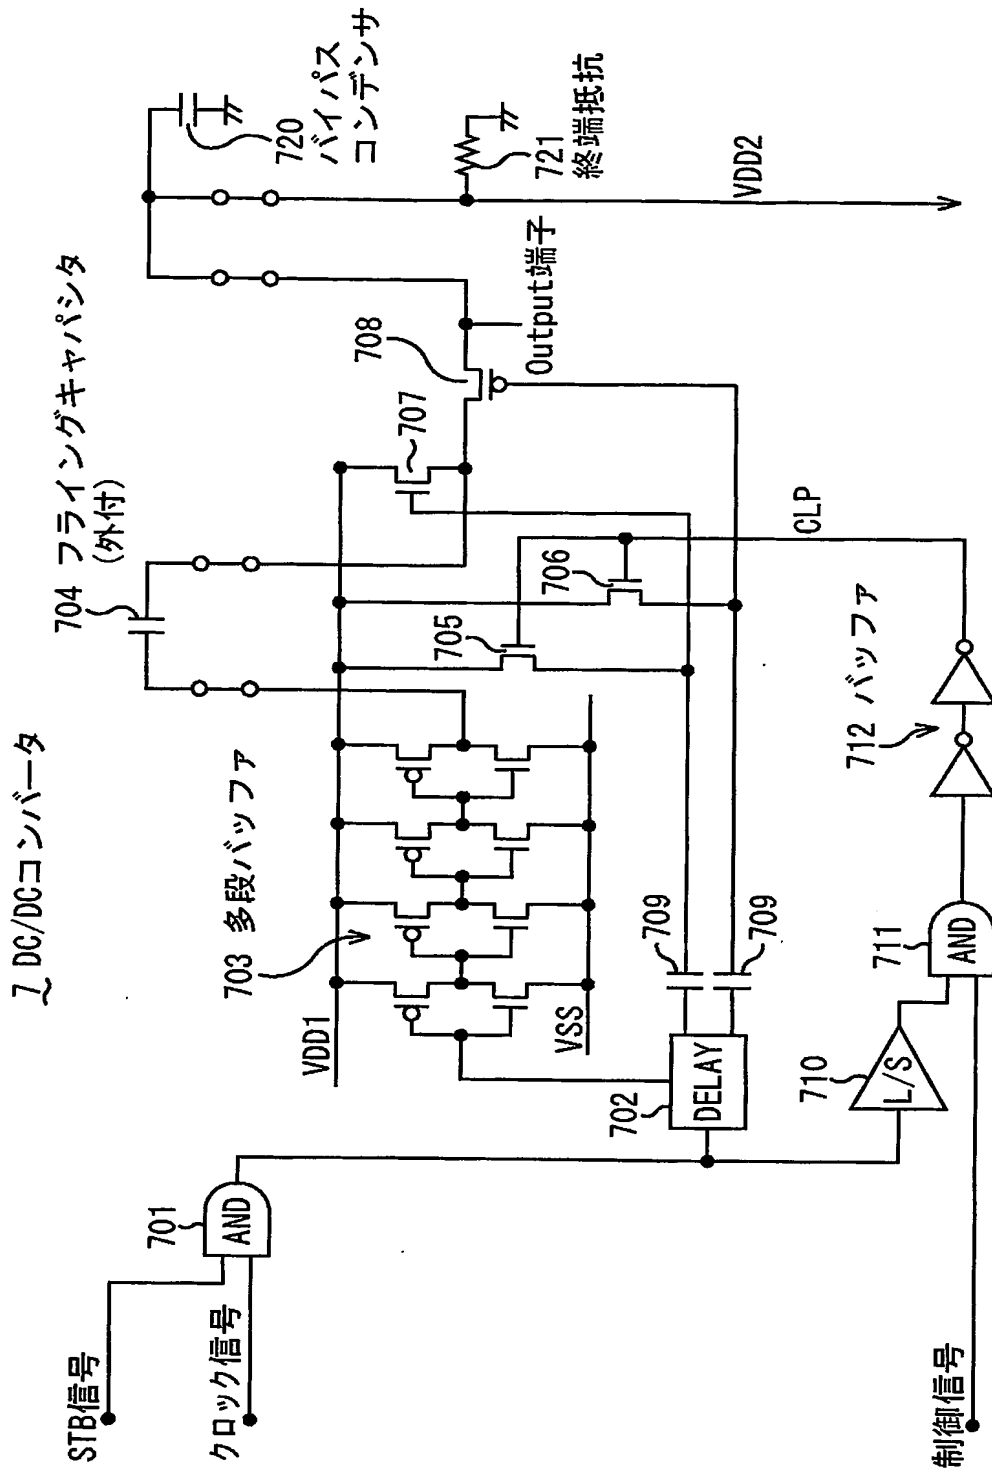 7 DC/DCコンバータ
704 フライングキャパシタ
(外付)
720
バイパス
コンデンサ
703 多段バッファ
VDD1
VSS
705
706
707
708
Output端子
721
終端抵抗
VDD2
STB信号
クロック信号
701
AND
702
DELAY
709
709
CLP
710
L/S
711
AND
712 バッファ
制御信号